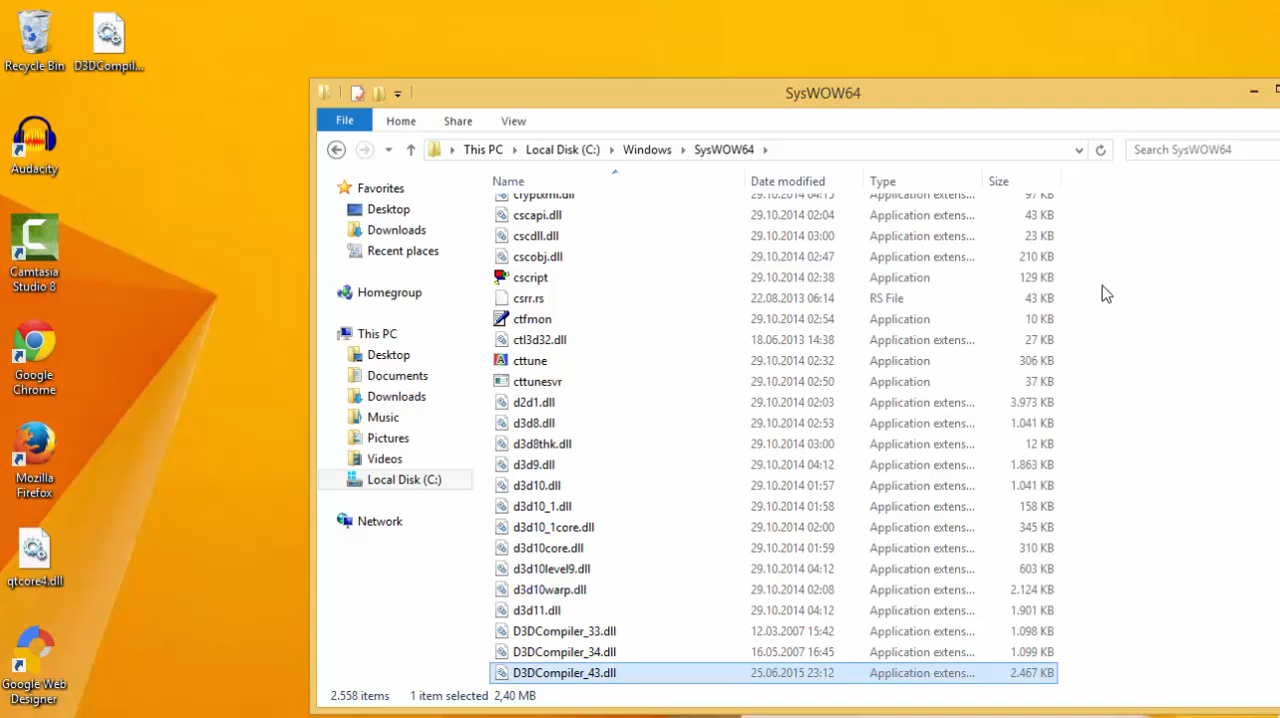 Recycle Bin
D3DCompil...
Audacity
Camtasia
Studio 8
Google
Chrome
Mozilla
Firefox
qtcore4.dll
Google Web
Designer
SysWOW64
File Home Share View
This PC Local Disk (C:) Windows SysWOW64
Search SysWOW64
Favorites
Desktop
Downloads
Recent places
Homegroup
This PC
Desktop
Documents
Downloads
Music
Pictures
Videos
Local Disk (C:)
Network
Name Date modified Type Size
cryptxml.dll 29.10.2014 04:15 Application extens... 97 KB
cscapi.dll 29.10.2014 02:04 Application extens... 43 KB
cscdll.dll 29.10.2014 03:00 Application extens... 23 KB
cscobj.dll 29.10.2014 02:47 Application extens... 210 KB
cscript 29.10.2014 02:38 Application 129 KB
csrr.rs 22.08.2013 06:14 RS File 43 KB
ctfmon 29.10.2014 02:54 Application 10 KB
ctl3d32.dll 18.06.2013 14:38 Application extens... 27 KB
cttune 29.10.2014 02:32 Application 306 KB
cttunesvr 29.10.2014 02:50 Application 37 KB
d2d1.dll 29.10.2014 02:03 Application extens... 3.973 KB
d3d8.dll 29.10.2014 02:53 Application extens... 1.041 KB
d3d8thk.dll 29.10.2014 03:00 Application extens... 12 KB
d3d9.dll 29.10.2014 04:12 Application extens... 1.863 KB
d3d10.dll 29.10.2014 01:57 Application extens... 1.041 KB
d3d10_1.dll 29.10.2014 01:58 Application extens... 158 KB
d3d10_1core.dll 29.10.2014 02:00 Application extens... 345 KB
d3d10core.dll 29.10.2014 01:59 Application extens... 310 KB
d3d10level9.dll 29.10.2014 04:12 Application extens... 603 KB
d3d10warp.dll 29.10.2014 02:08 Application extens... 2.124 KB
d3d11.dll 29.10.2014 04:12 Application extens... 1.901 KB
D3DCompiler_33.dll 12.03.2007 15:42 Application extens... 1.098 KB
D3DCompiler_34.dll 16.05.2007 16:45 Application extens... 1.099 KB
D3DCompiler_43.dll 25.06.2015 23:12 Application extens... 2.467 KB
2.558 items 1 item selected 2,40 MB